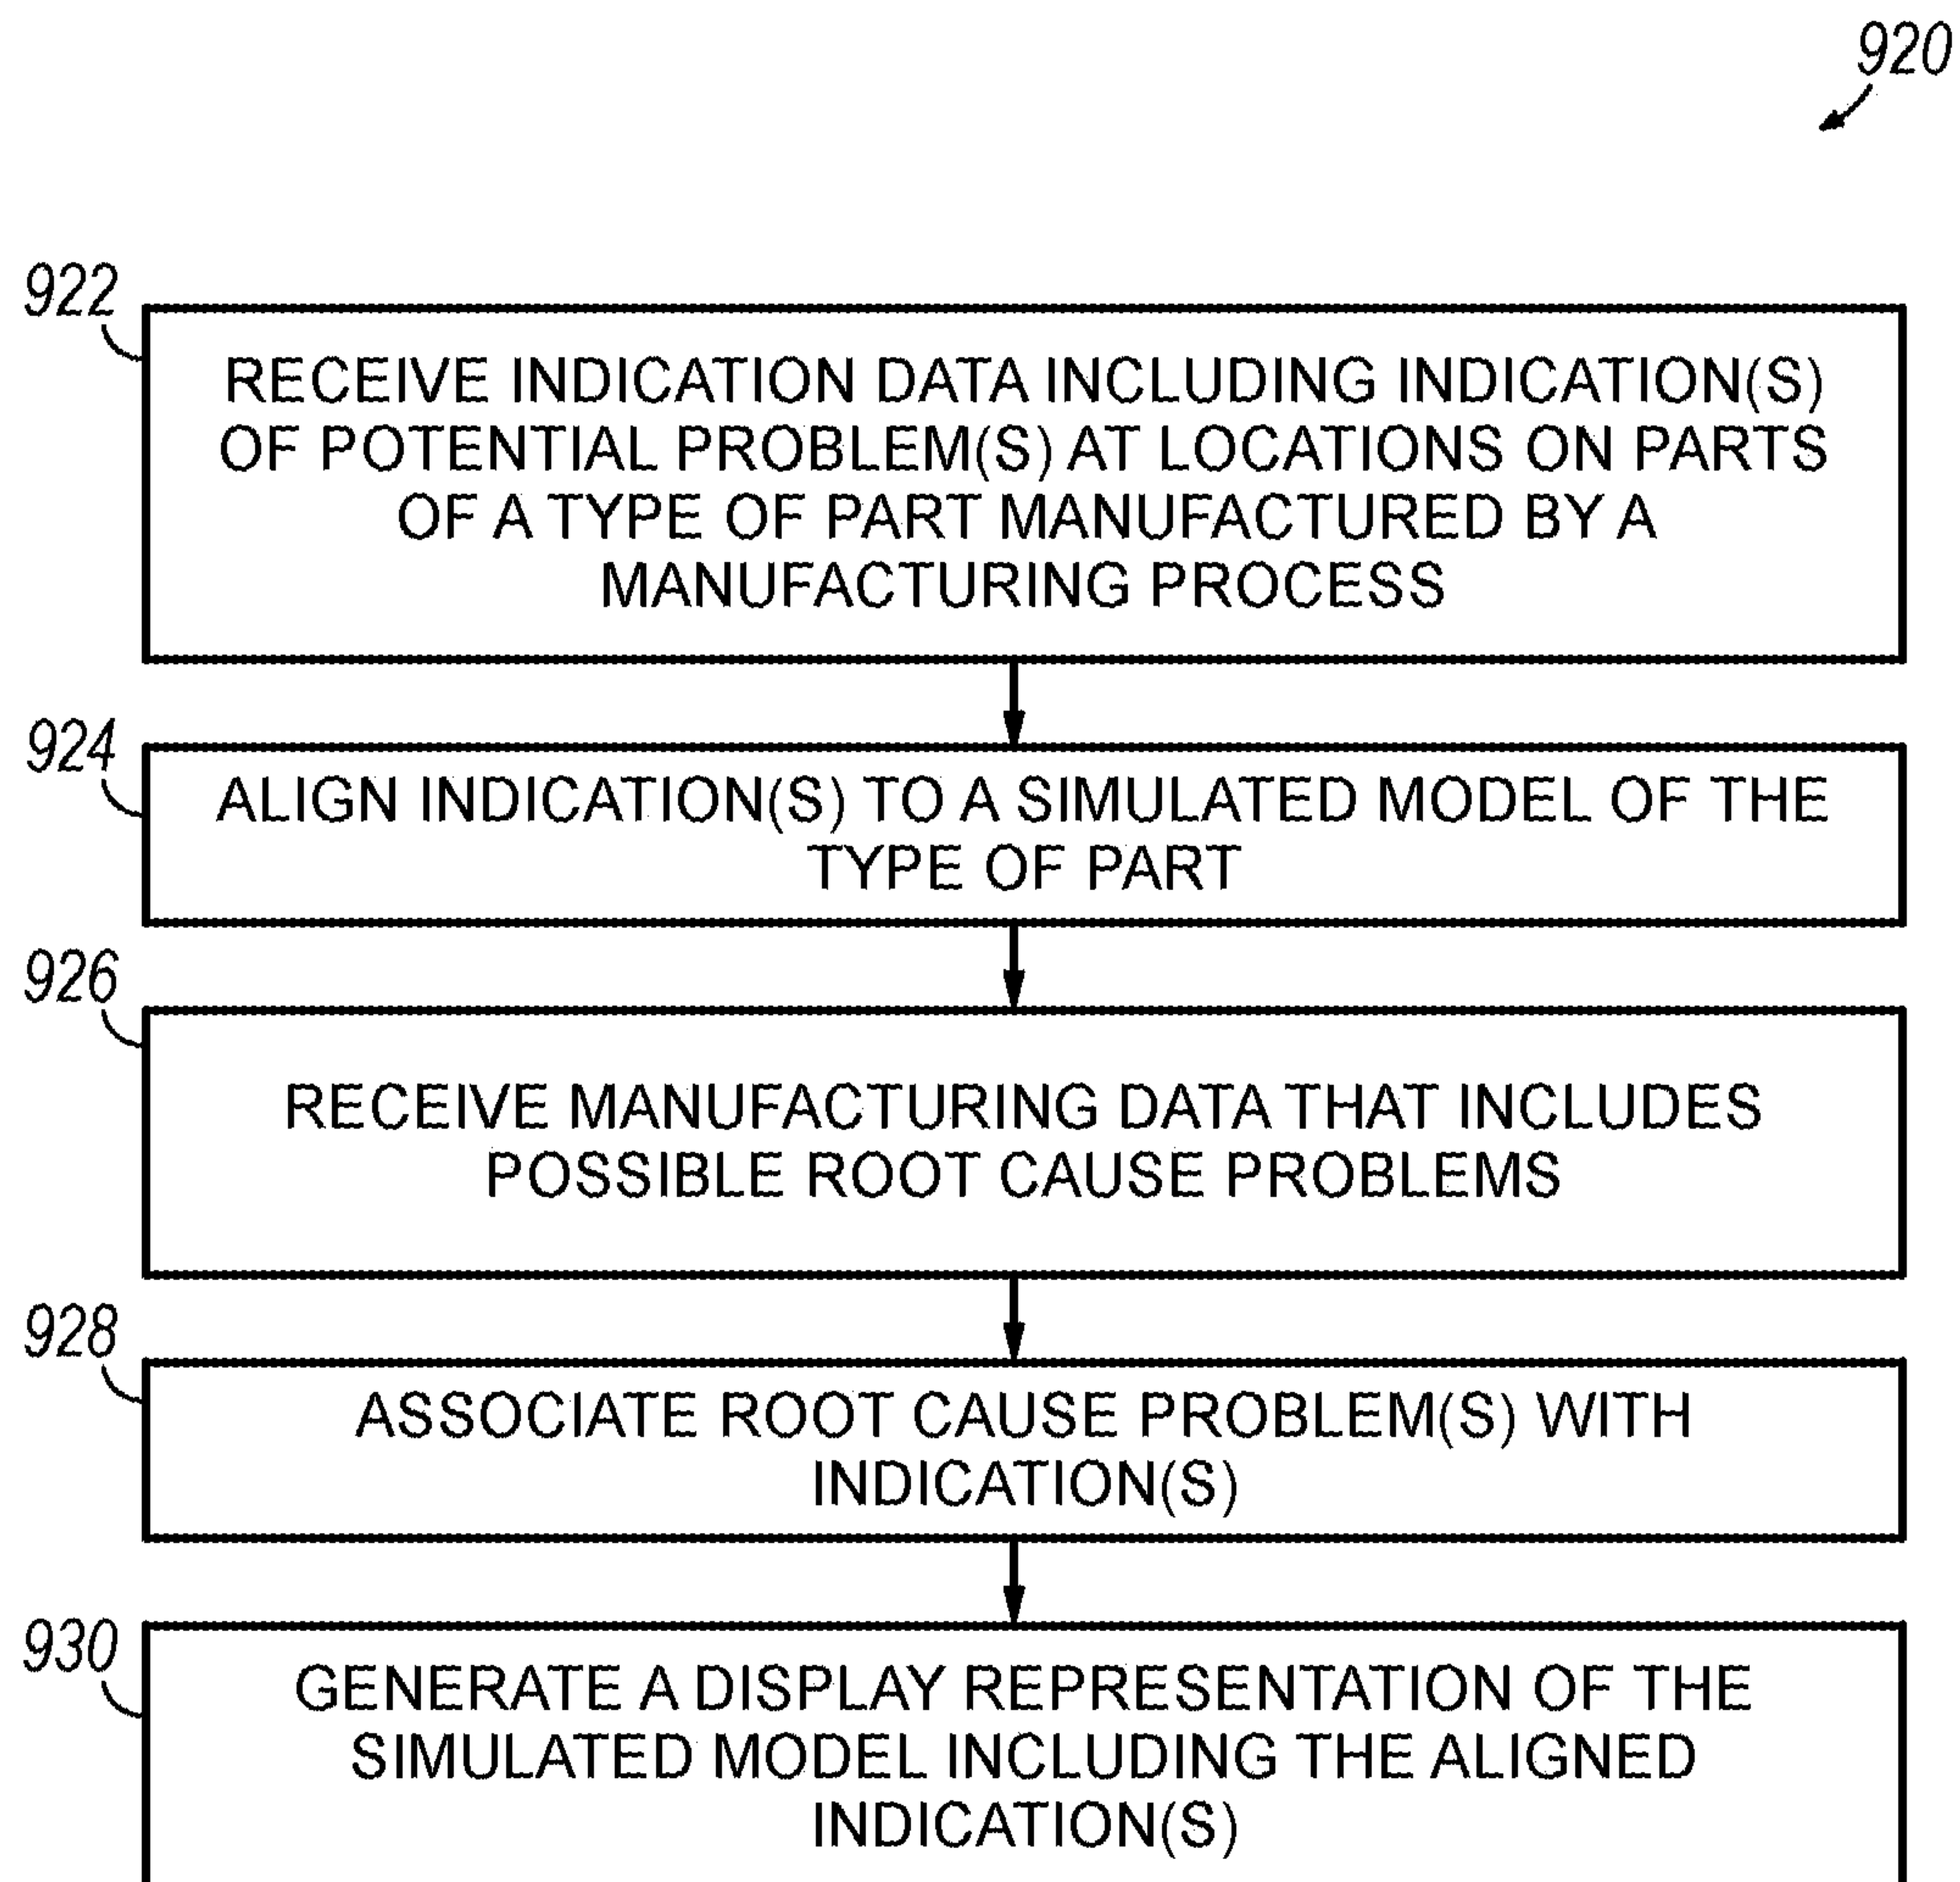 920
922
RECEIVE INDICATION DATA INCLUDING INDICATION(S)
OF POTENTIAL PROBLEM(S) AT LOCATIONS ON PARTS
OF A TYPE OF PART MANUFACTURED BY A
MANUFACTURING PROCESS
924
ALIGN INDICATION(S) TO A SIMULATED MODEL OF THE
TYPE OF PART
926
RECEIVE MANUFACTURING DATA THAT INCLUDES
POSSIBLE ROOT CAUSE PROBLEMS
928
ASSOCIATE ROOT CAUSE PROBLEM(S) WITH
INDICATION(S)
930
GENERATE A DISPLAY REPRESENTATION OF THE
SIMULATED MODEL INCLUDING THE ALIGNED
INDICATION(S)